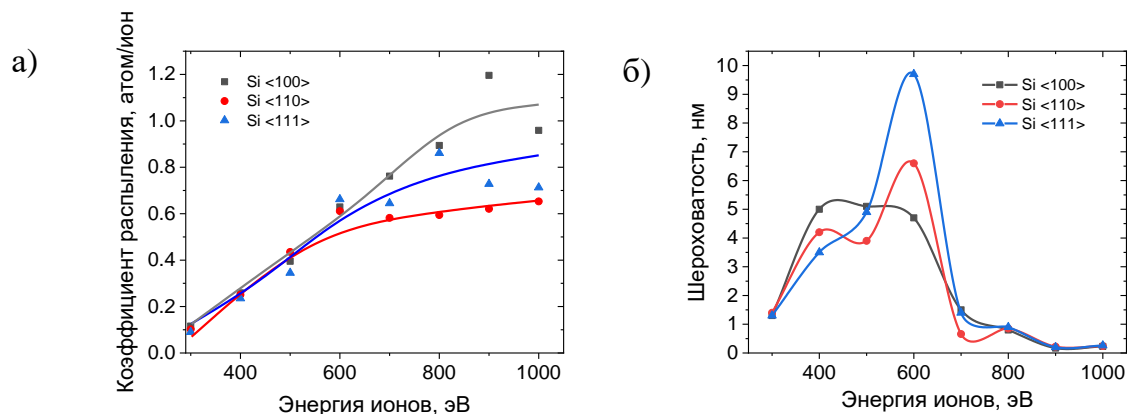 а)
Коэффициент распыления, атом/ион
1.2
1.0
0.8
0.6
0.4
0.2
0.0
Si <100>
Si <110>
Si <111>
400 600 800 1000
Энергия ионов, эВ
б)
Шероховатость, нм
10
9
8
7
6
5
4
3
2
1
0
Si <100>
Si <110>
Si <111>
400 600 800 1000
Энергия ионов, эВ